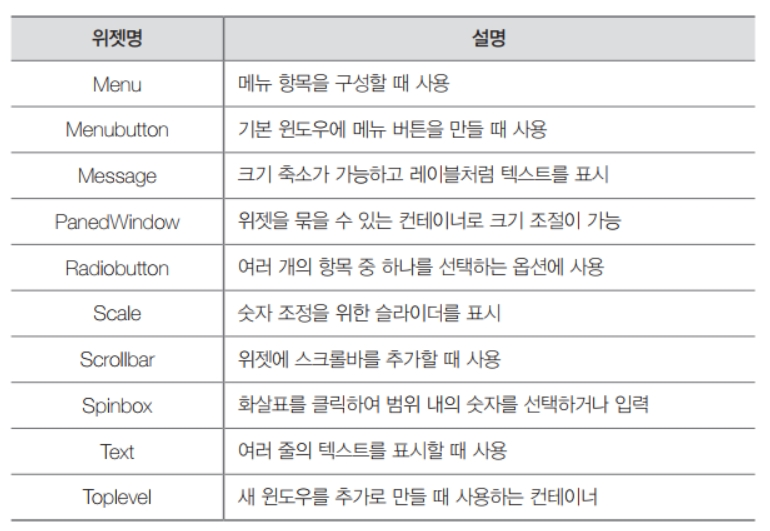 위젯명 설명
Menu 메뉴 항목을 구성할 때 사용
Menubutton 기본 윈도우에 메뉴 버튼을 만들 때 사용
Message 크기 축소가 가능하고 레이블처럼 텍스트를 표시
PanedWindow 위젯을 묶을 수 있는 컨테이너로 크기 조절이 가능
Radiobutton 여러 개의 항목 중 하나를 선택하는 옵션에 사용
Scale 숫자 조정을 위한 슬라이더를 표시
Scrollbar 위젯에 스크롤바를 추가할 때 사용
Spinbox 화살표를 클릭하여 범위 내의 숫자를 선택하거나 입력
Text 여러 줄의 텍스트를 표시할 때 사용
Toplevel 새 윈도우를 추가로 만들 때 사용하는 컨테이너